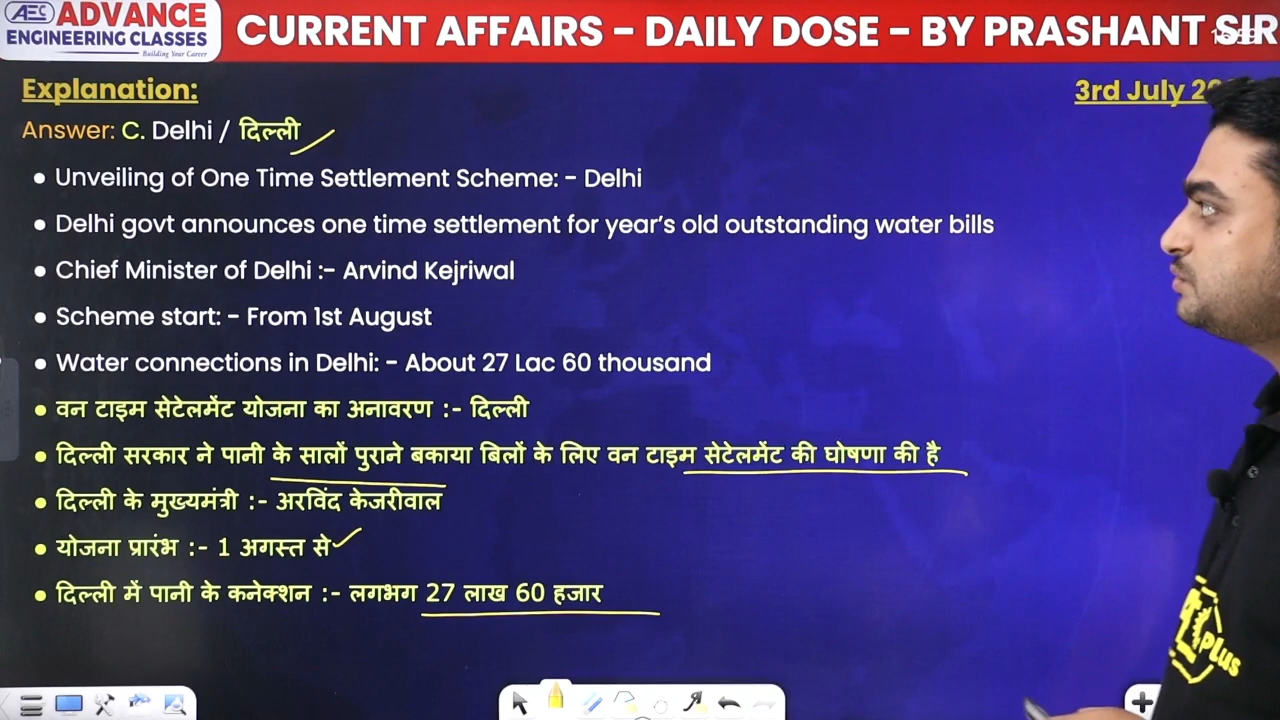 AEC ADVANCE
ENGINEERING CLASSES
Building Your Career
CURRENT AFFAIRS - DAILY DOSE - BY PRASHANT SIR
Explanation:
3rd July
Answer: C. Delhi / दिल्ली
• Unveiling of One Time Settlement Scheme: - Delhi
• Delhi govt announces one time settlement for year's old outstanding water bills
• Chief Minister of Delhi :- Arvind Kejriwal
• Scheme start: - From 1st August
• Water connections in Delhi: - About 27 Lac 60 thousand
• वन टाइम सेटेलमेंट योजना का अनावरण :- दिल्ली
• दिल्ली सरकार ने पानी के सालों पुराने बकाया बिलों के लिए वन टाइम सेटेलमेंट की घोषणा की है
• दिल्ली के मुख्यमंत्री :- अरविंद केजरीवाल
• योजना प्रारंभ :- 1 अगस्त से
• दिल्ली में पानी के कनेक्शन :- लगभग 27 लाख 60 हजार
plus